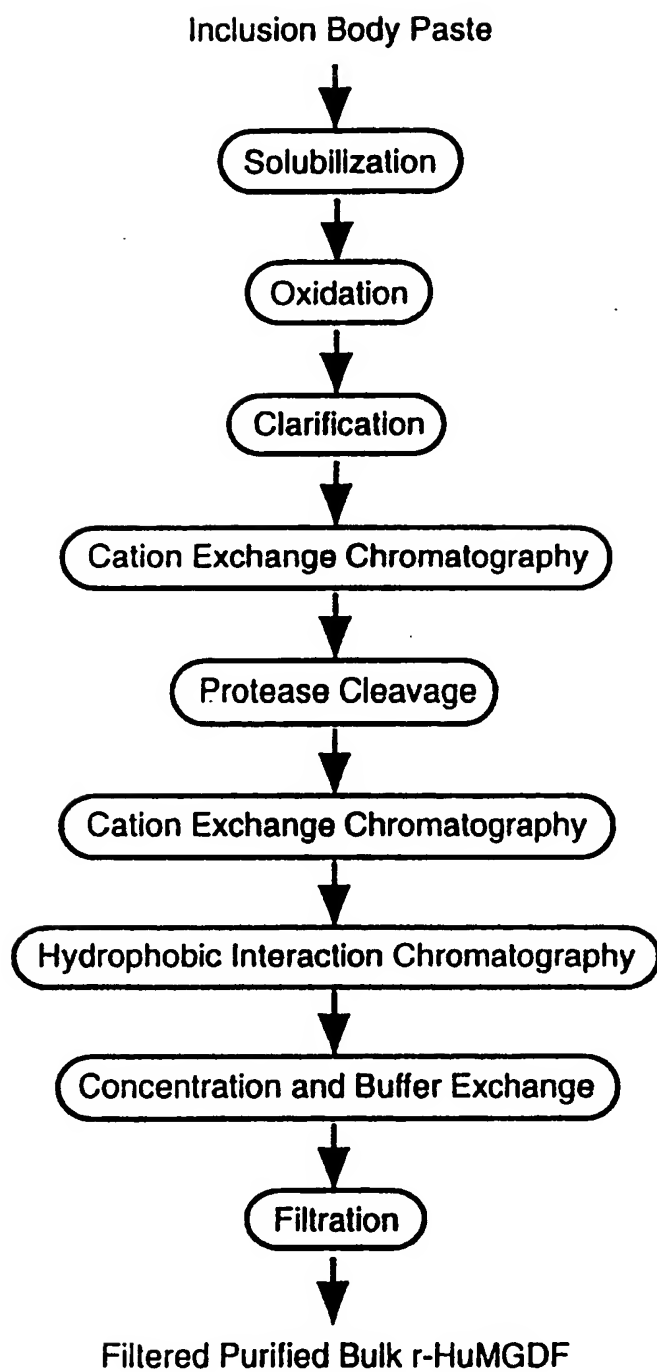 Inclusion Body Paste
Solubilization
Oxidation
Clarification
Cation Exchange Chromatography
Protease Cleavage
Cation Exchange Chromatography
Hydrophobic Interaction Chromatography
Concentration and Buffer Exchange
Filtration
Filtered Purified Bulk r-HuMGDF